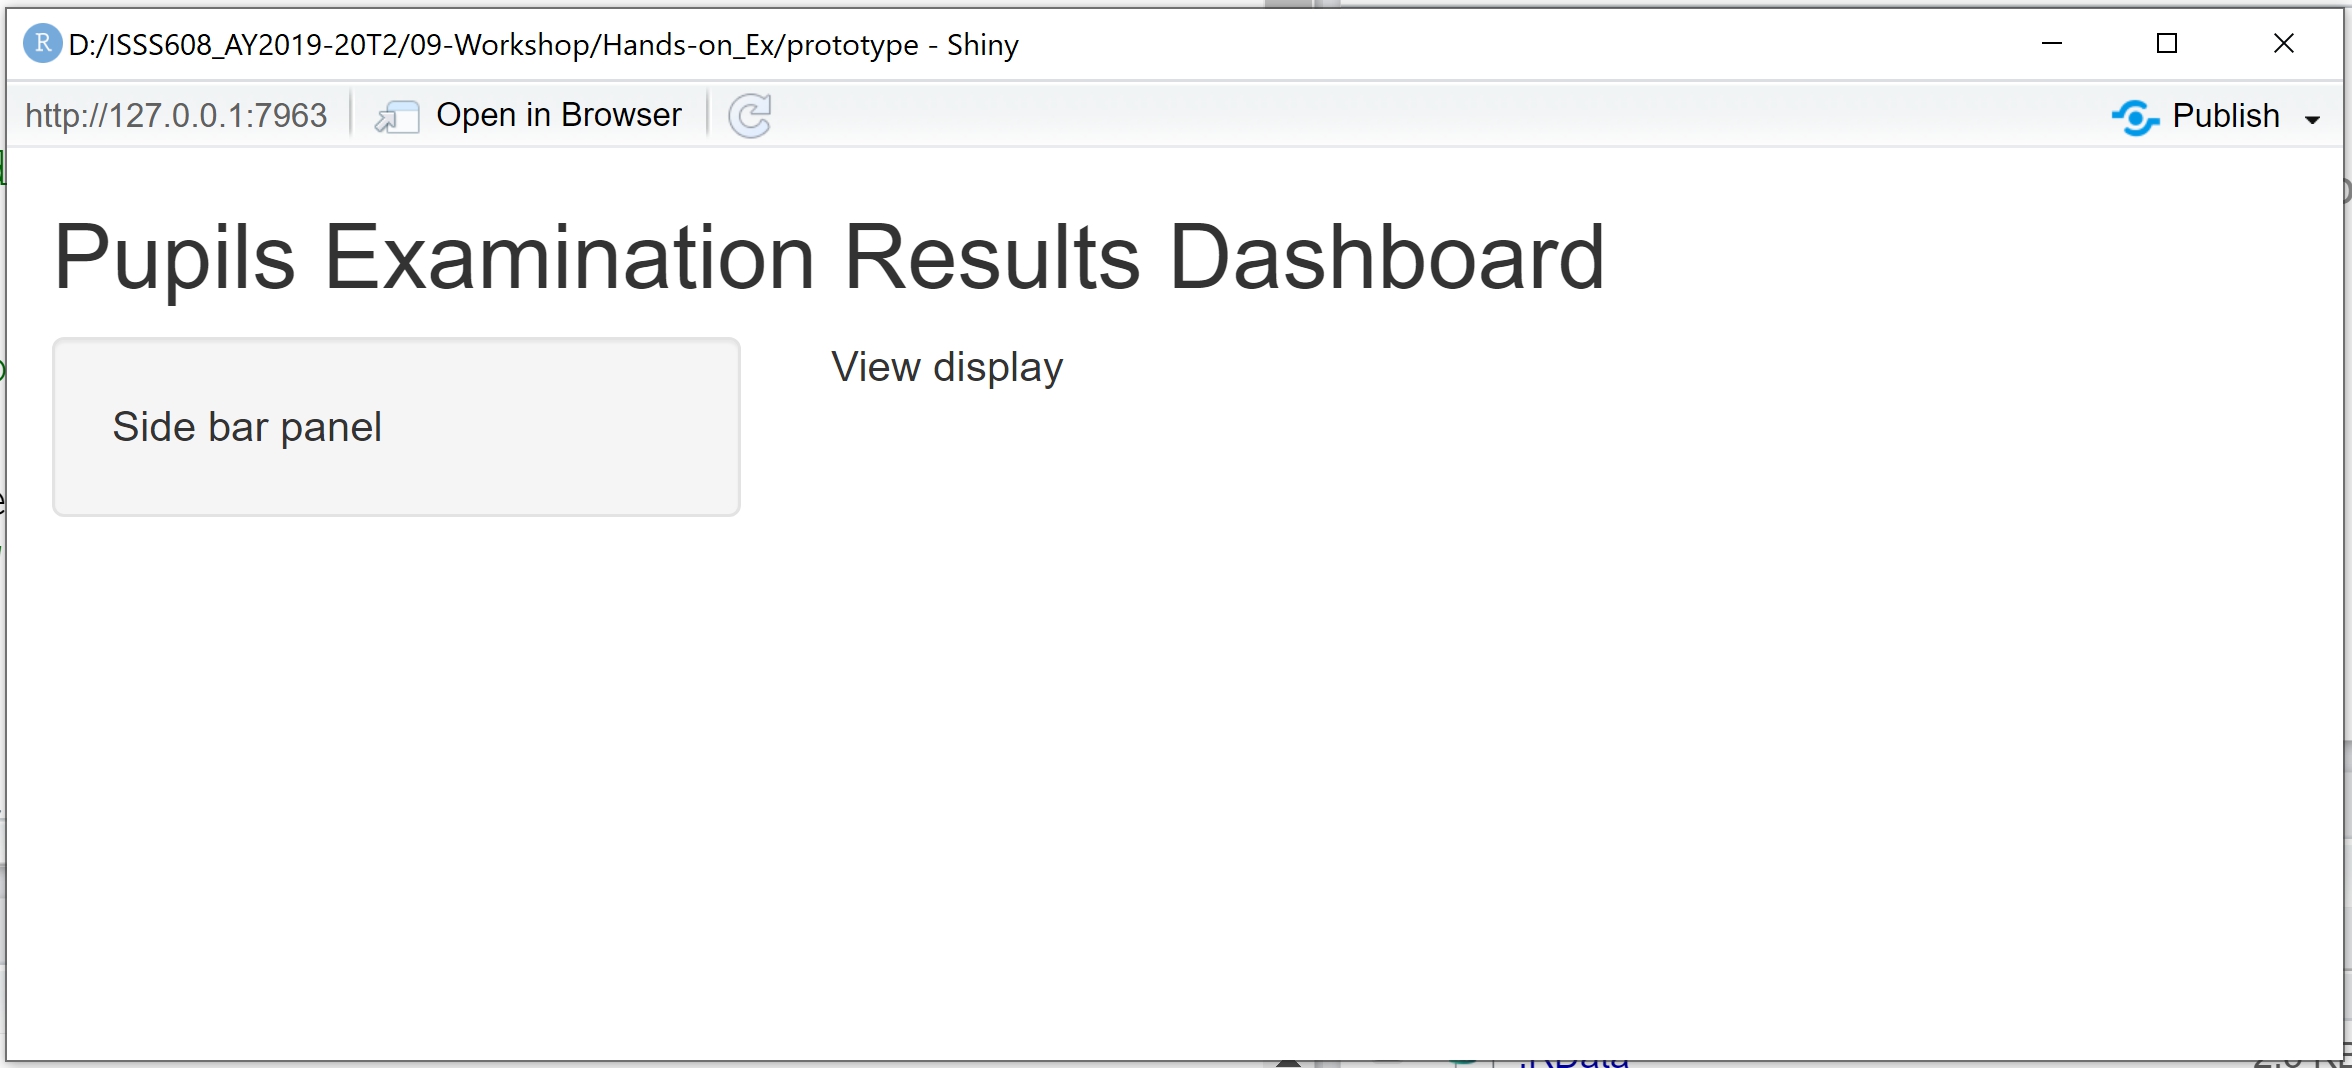 R D:/ISSS608_AY2019-20T2/09-Workshop/Hands-on_Ex/prototype - Shiny
http://127.0.0.1:7963 Open in Browser Publish
Pupils Examination Results Dashboard
View display
Side bar panel
.RData